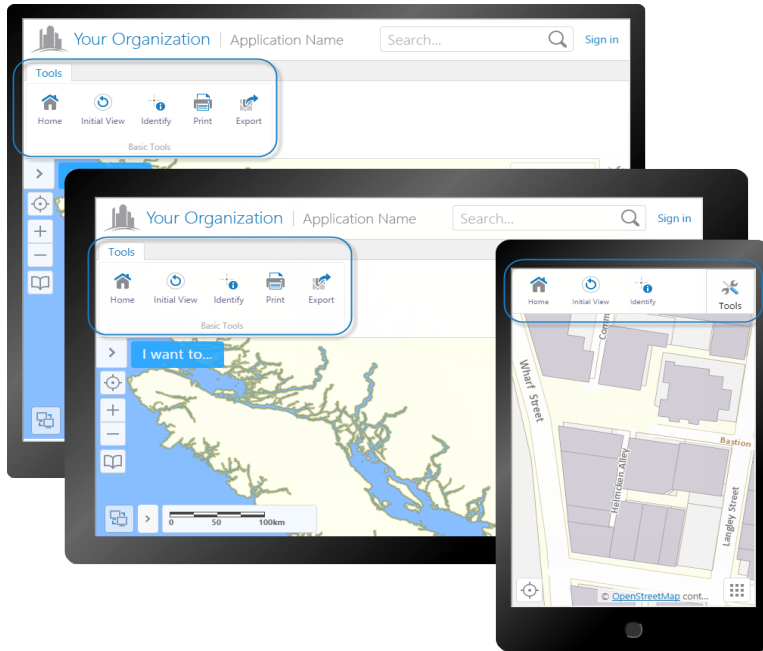 Your Organization | Application Name Search... Sign in
Tools
Home Initial View Identify Print Export
Basic Tools
Your Organization | Application Name Search... Sign in
Tools
Home Initial View Identify Print Export
Basic Tools
I want to...
0 50 100km
Home Initial View Identify Tools
Comm
Wharf Street
Bastion
Helmcken Alley
Langley Street
© OpenStreetMap cont...